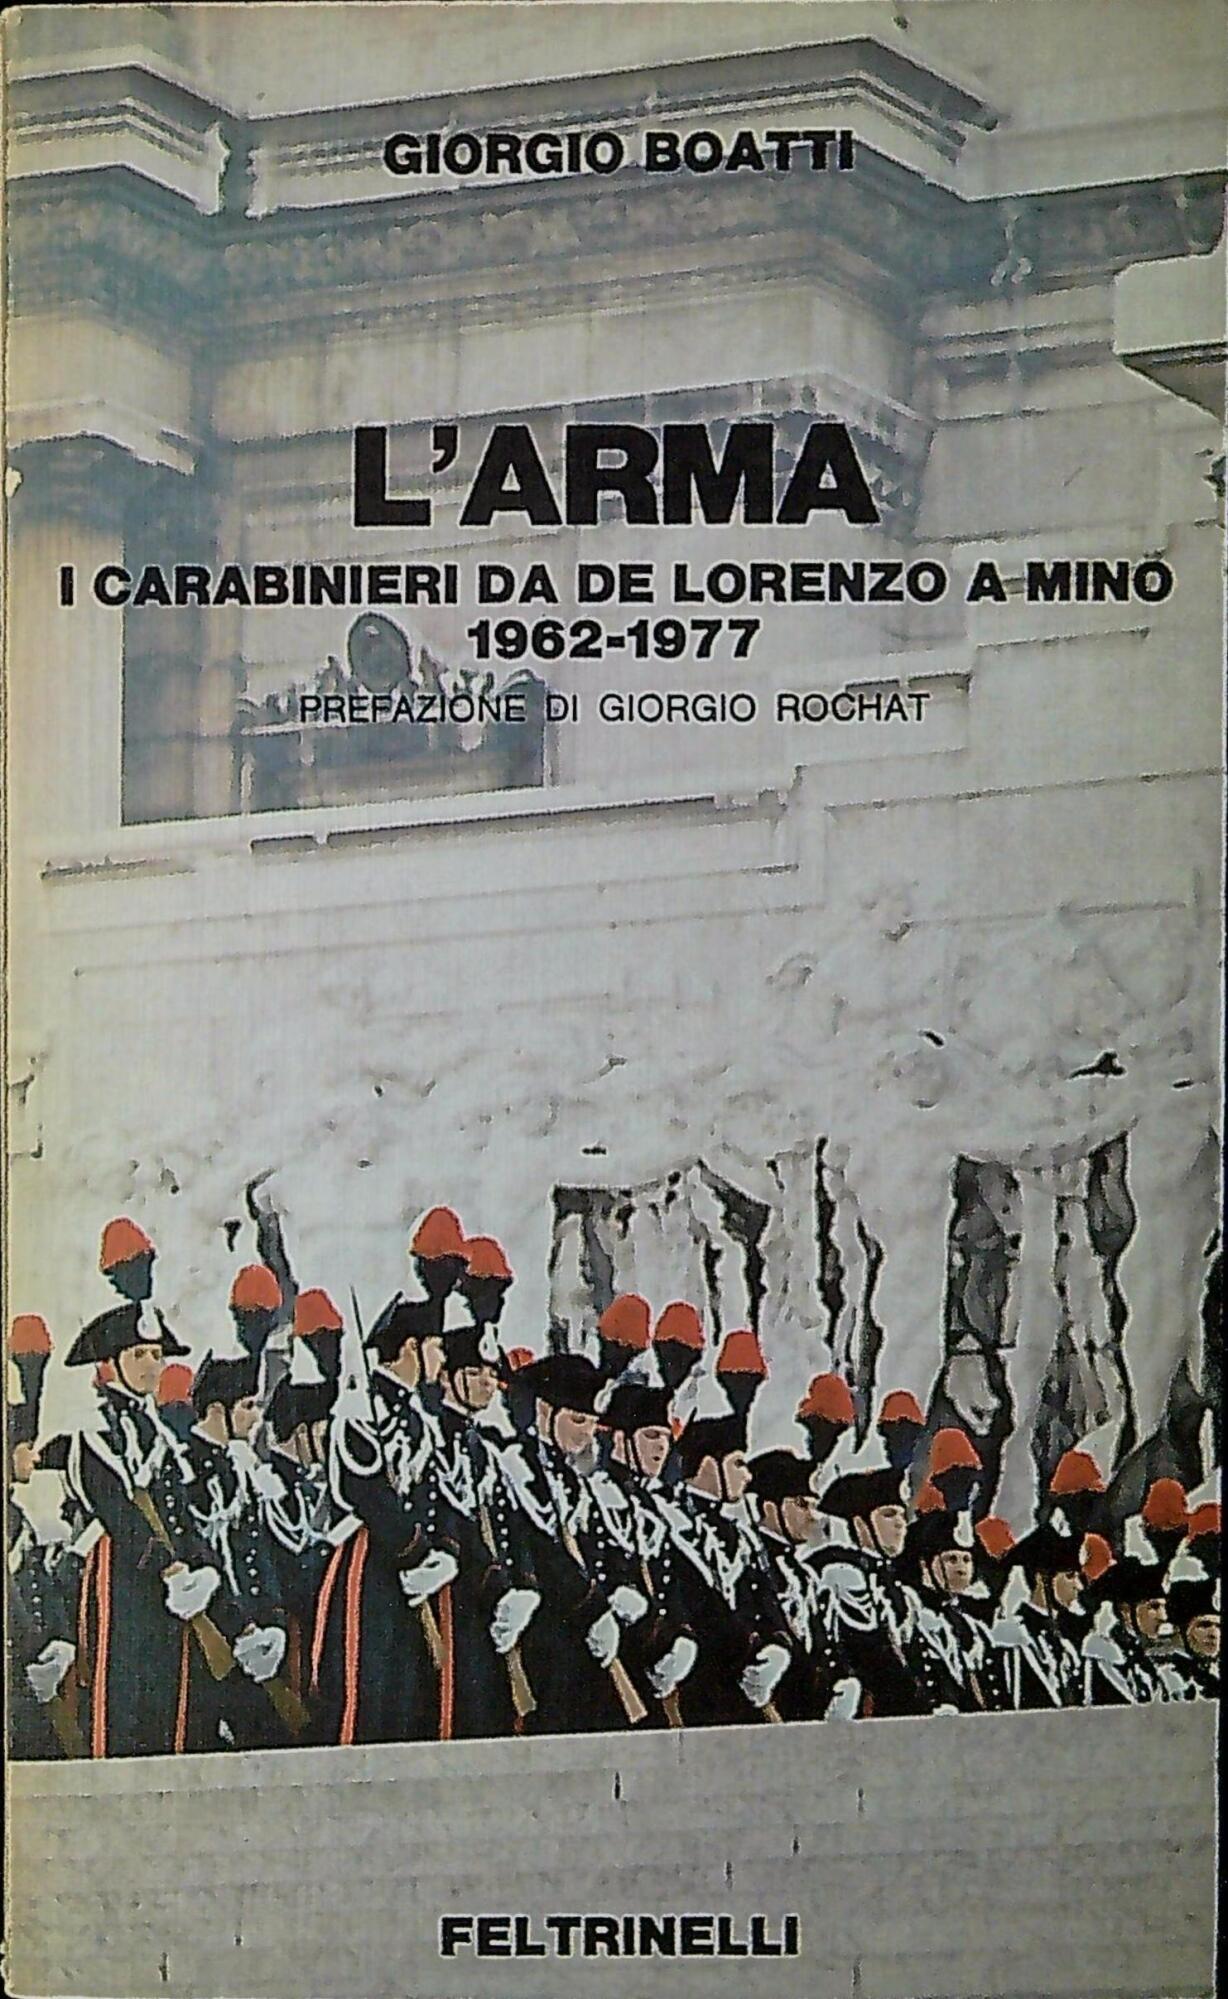 GIORGIO BOATTI
L'ARMA
I CARABINIERI DA DE LORENZO A MINO
1962-1977
PREFAZIONE DI GIORGIO ROCHAT
FELTRINELLI